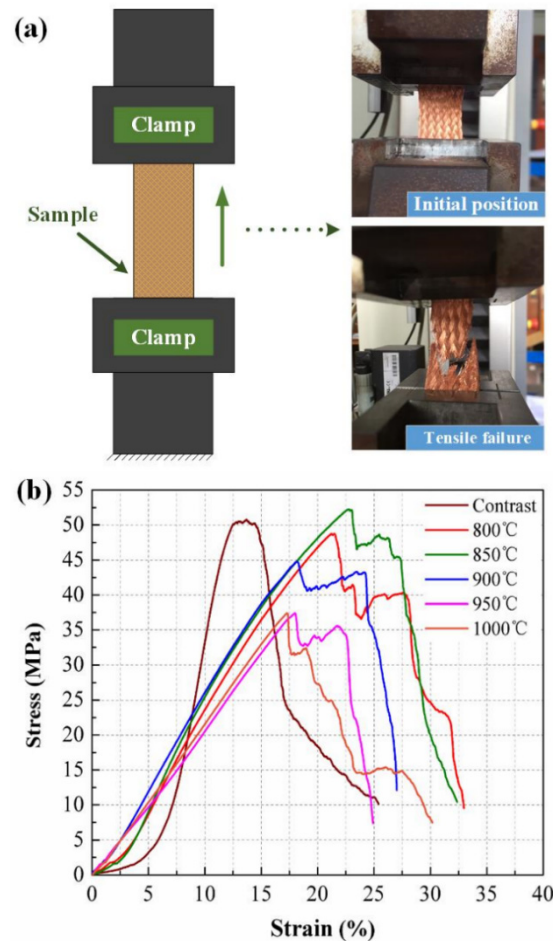 (a)
Clamp
Sample
Clamp
Initial position
Tensile failure
(b)
55
50
45
40
35
30
25
20
15
10
5
0
Stress (MPa)
Contrast
800℃
850℃
900℃
950℃
1000℃
0 5 10 15 20 25 30 35 40
Strain (%)